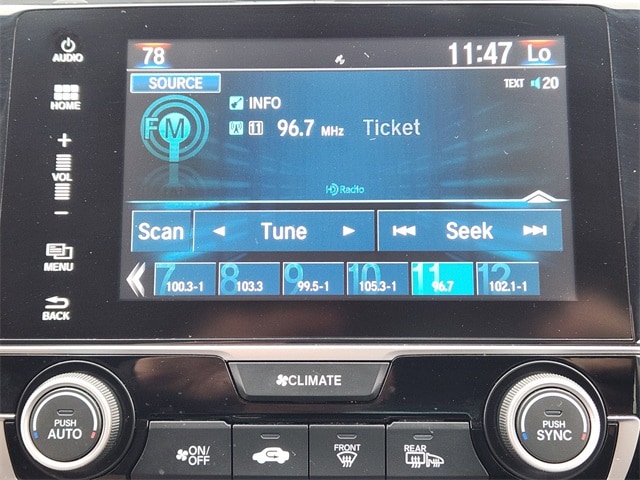 AUDIO
HOME
+
VOL
−
MENU
BACK
78
11:47 Lo
SOURCE
TEXT 20
FM
INFO
11 96.7 MHz Ticket
HD Radio
Scan
Tune
Seek
7 8 9 10 11 12
100.3-1 103.3 99.5-1 105.3-1 96.7 102.1-1
CLIMATE
PUSH
AUTO
ON/
OFF
FRONT
REAR
PUSH
SYNC